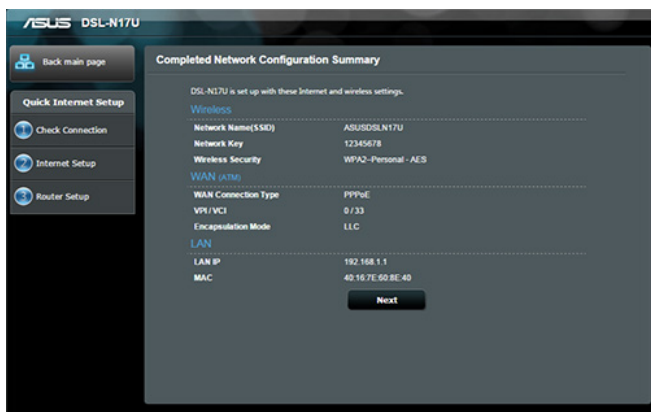 ASUS DSL-N17U
Back main page
Quick Internet Setup
1 Check Connection
2 Internet Setup
3 Router Setup
Completed Network Configuration Summary
DSL-N17U is set up with these Internet and wireless settings.
Wireless
Network Name(SSID) ASUSDSLN17U
Network Key 12345678
Wireless Security WPA2-Personal - AES
WAN (ATM)
WAN Connection Type PPPoE
VPI/VCI 0/33
Encapsulation Mode LLC
LAN
LAN IP 192.168.1.1
MAC 40:16:7E:60:8E:40
Next